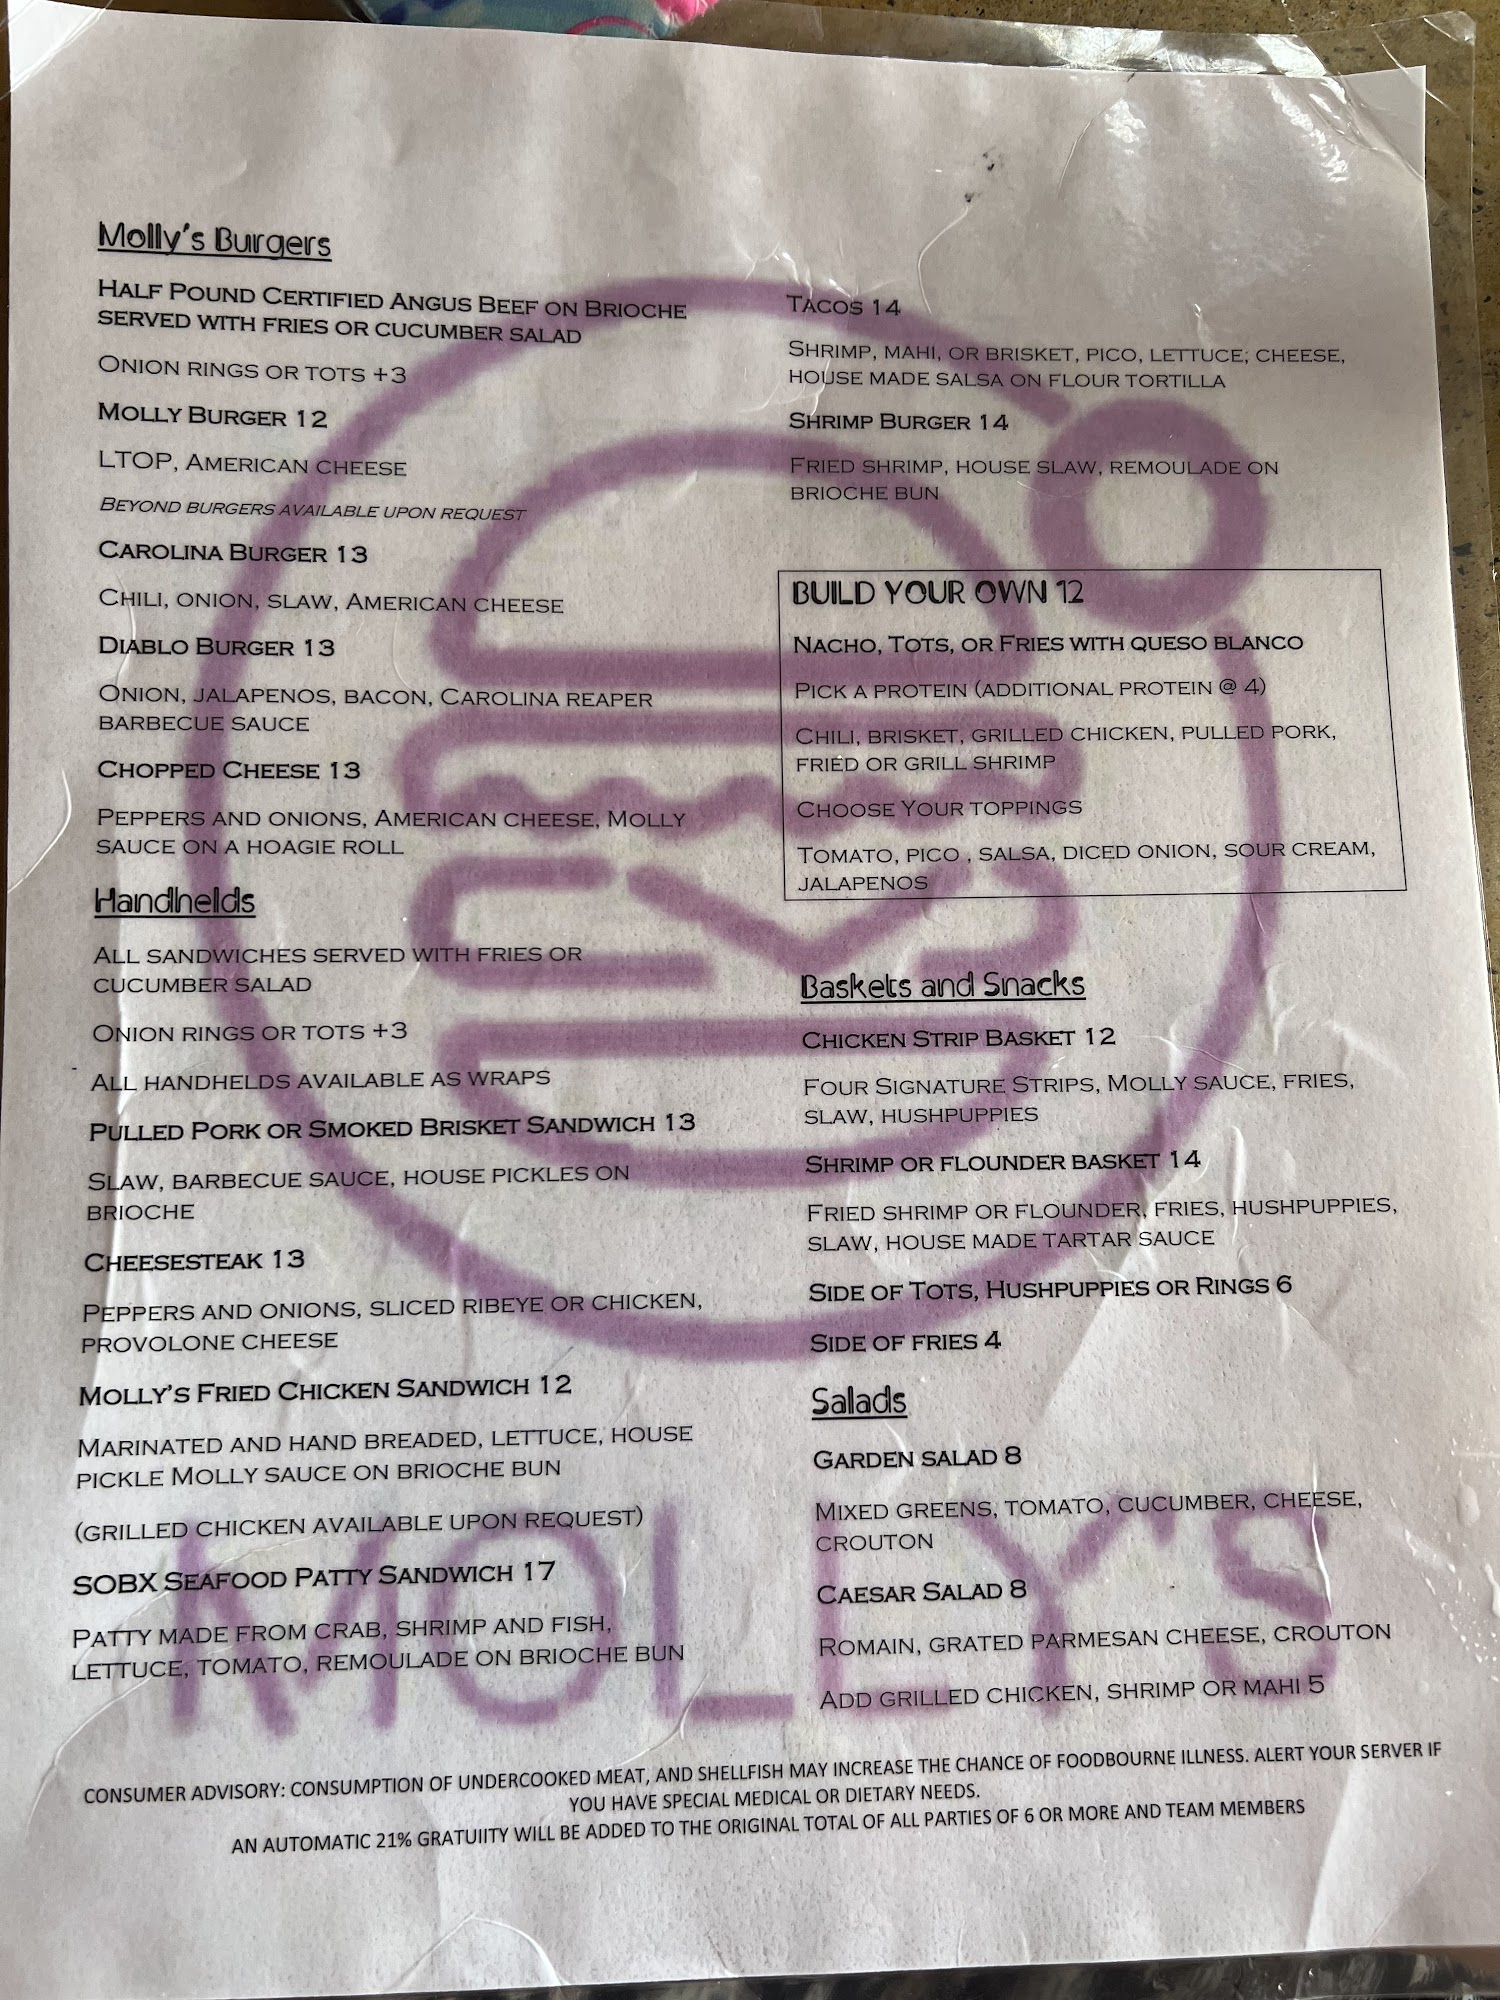 Molly's Burgers
HALF POUND CERTIFIED ANGUS BEEF ON BRIOCHE
SERVED WITH FRIES OR CUCUMBER SALAD
ONION RINGS OR TOTS +3
MOLLY BURGER 12
LTOP, AMERICAN CHEESE
BEYOND BURGERS AVAILABLE UPON REQUEST
CAROLINA BURGER 13
CHILI, ONION, SLAW, AMERICAN CHEESE
DIABLO BURGER 13
ONION, JALAPENOS, BACON, CAROLINA REAPER
BARBECUE SAUCE
CHOPPED CHEESE 13
PEPPERS AND ONIONS, AMERICAN CHEESE, MOLLY
SAUCE ON A HOAGIE ROLL
Handhelds
ALL SANDWICHES SERVED WITH FRIES OR
CUCUMBER SALAD
ONION RINGS OR TOTS +3
ALL HANDHELDS AVAILABLE AS WRAPS
PULLED PORK OR SMOKED BRISKET SANDWICH 13
SLAW, BARBECUE SAUCE, HOUSE PICKLES ON
BRIOCHE
CHEESESTEAK 13
PEPPERS AND ONIONS, SLICED RIBEYE OR CHICKEN,
PROVOLONE CHEESE
MOLLY'S FRIED CHICKEN SANDWICH 12
MARINATED AND HAND BREADED, LETTUCE, HOUSE
PICKLE MOLLY SAUCE ON BRIOCHE BUN
(GRILLED CHICKEN AVAILABLE UPON REQUEST)
SOBX SEAFOOD PATTY SANDWICH 17
PATTY MADE FROM CRAB, SHRIMP AND FISH,
LETTUCE, TOMATO, REMOULADE ON BRIOCHE BUN
TACOS 14
SHRIMP, MAHI, OR BRISKET, PICO, LETTUCE, CHEESE,
HOUSE MADE SALSA ON FLOUR TORTILLA
SHRIMP BURGER 14
FRIED SHRIMP, HOUSE SLAW, REMOULADE ON
BRIOCHE BUN
BUILD YOUR OWN 12
NACHO, TOTS, OR FRIES WITH QUESO BLANCO
PICK A PROTEIN (ADDITIONAL PROTEIN @ 4)
CHILI, BRISKET, GRILLED CHICKEN, PULLED PORK,
FRIED OR GRILL SHRIMP
CHOOSE YOUR TOPPINGS
TOMATO, PICO , SALSA, DICED ONION, SOUR CREAM,
JALAPENOS
Baskets and Snacks
CHICKEN STRIP BASKET 12
FOUR SIGNATURE STRIPS, MOLLY SAUCE, FRIES,
SLAW, HUSHPUPPIES
SHRIMP OR FLOUNDER BASKET 14
FRIED SHRIMP OR FLOUNDER, FRIES, HUSHPUPPIES,
SLAW, HOUSE MADE TARTAR SAUCE
SIDE OF TOTS, HUSHPUPPIES OR RINGS 6
SIDE OF FRIES 4
Salads
GARDEN SALAD 8
MIXED GREENS, TOMATO, CUCUMBER, CHEESE,
CROUTON
CAESAR SALAD 8
ROMAIN, GRATED PARMESAN CHEESE, CROUTON
ADD GRILLED CHICKEN, SHRIMP OR MAHI 5
MOLLY'S
CONSUMER ADVISORY: CONSUMPTION OF UNDERCOOKED MEAT, AND SHELLFISH MAY INCREASE THE CHANCE OF FOODBOURNE ILLNESS. ALERT YOUR SERVER IF
YOU HAVE SPECIAL MEDICAL OR DIETARY NEEDS.
AN AUTOMATIC 21% GRATUIITY WILL BE ADDED TO THE ORIGINAL TOTAL OF ALL PARTIES OF 6 OR MORE AND TEAM MEMBERS